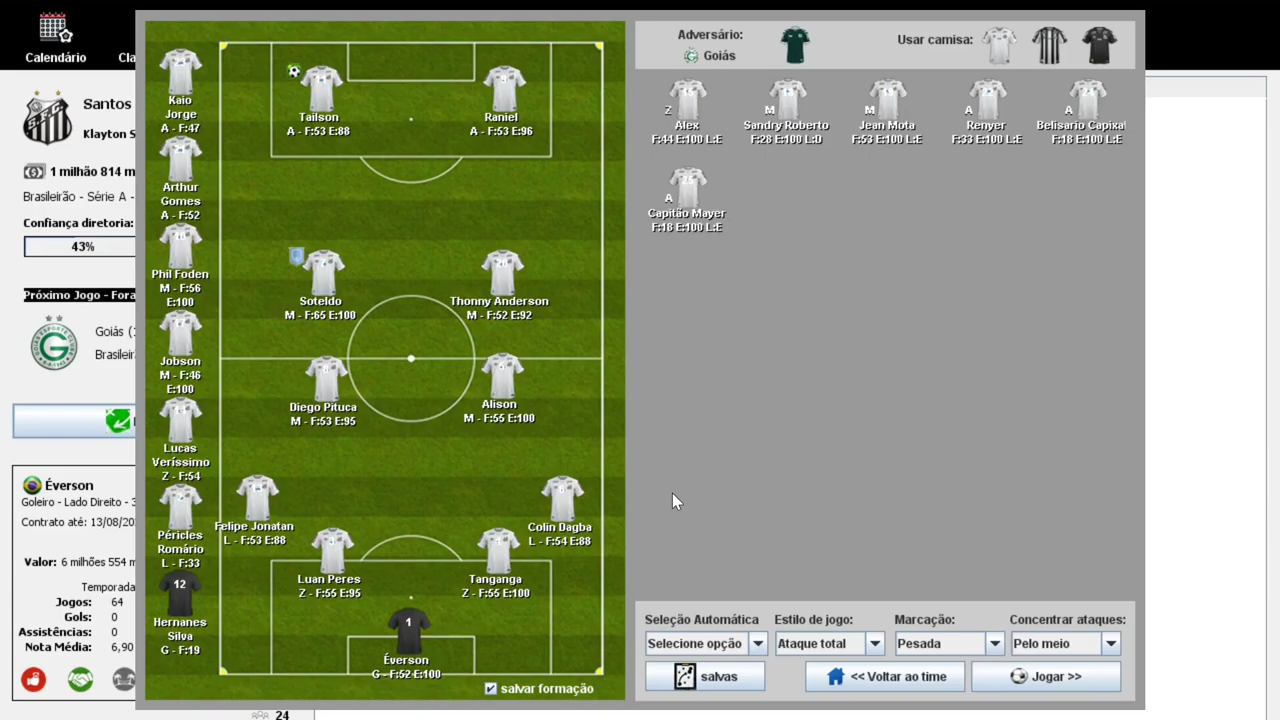 Calendário
Cla
Santos
Klayton S
1 milhão 814 m
Brasileirão - Série A -
Confiança diretoria:
43%
Próximo Jogo - Fora
Goiás (1
Brasileir
Éverson
Goleiro - Lado Direito - 3
Contrato até: 13/08/20
Valor: 6 milhões 554 m
Temporada
Jogos: 64
Gols: 0
Assistências: 0
Nota Média: 6,90
24
Kaio
Jorge
A - F:47
Arthur
Gomes
A - F:52
Phil Foden
M - F:56
E:100
Jobson
M - F:46
E:100
Lucas
Veríssimo
Z - F:54
Péricles
Romário
L - F:33
12
Hernanes
Silva
G - F:19
Tailson
A - F:53 E:88
Raniel
A - F:53 E:96
Soteldo
M - F:65 E:100
Thonny Anderson
M - F:52 E:92
Diego Pituca
M - F:53 E:95
Alison
M - F:55 E:100
Felipe Jonatan
L - F:53 E:88
Colin Dagba
L - F:54 E:88
Luan Peres
Z - F:55 E:95
Tanganga
Z - F:55 E:100
1
Éverson
G - F:52 E:100
salvar formação
Adversário:
Goiás
Usar camisa:
Z
Alex
F:44 E:100 L:E
M
Sandry Roberto
F:28 E:100 L:D
M
Jean Mota
F:53 E:100 L:E
A
Renyer
F:33 E:100 L:E
A
Belisario Capixal
F:18 E:100 L:E
25
A
Capitão Mayer
F:18 E:100 L:E
Seleção Automática
Estilo de jogo:
Marcação:
Concentrar ataques:
Selecione opção
Ataque total
Pesada
Pelo meio
salvas
<< Voltar ao time
Jogar >>